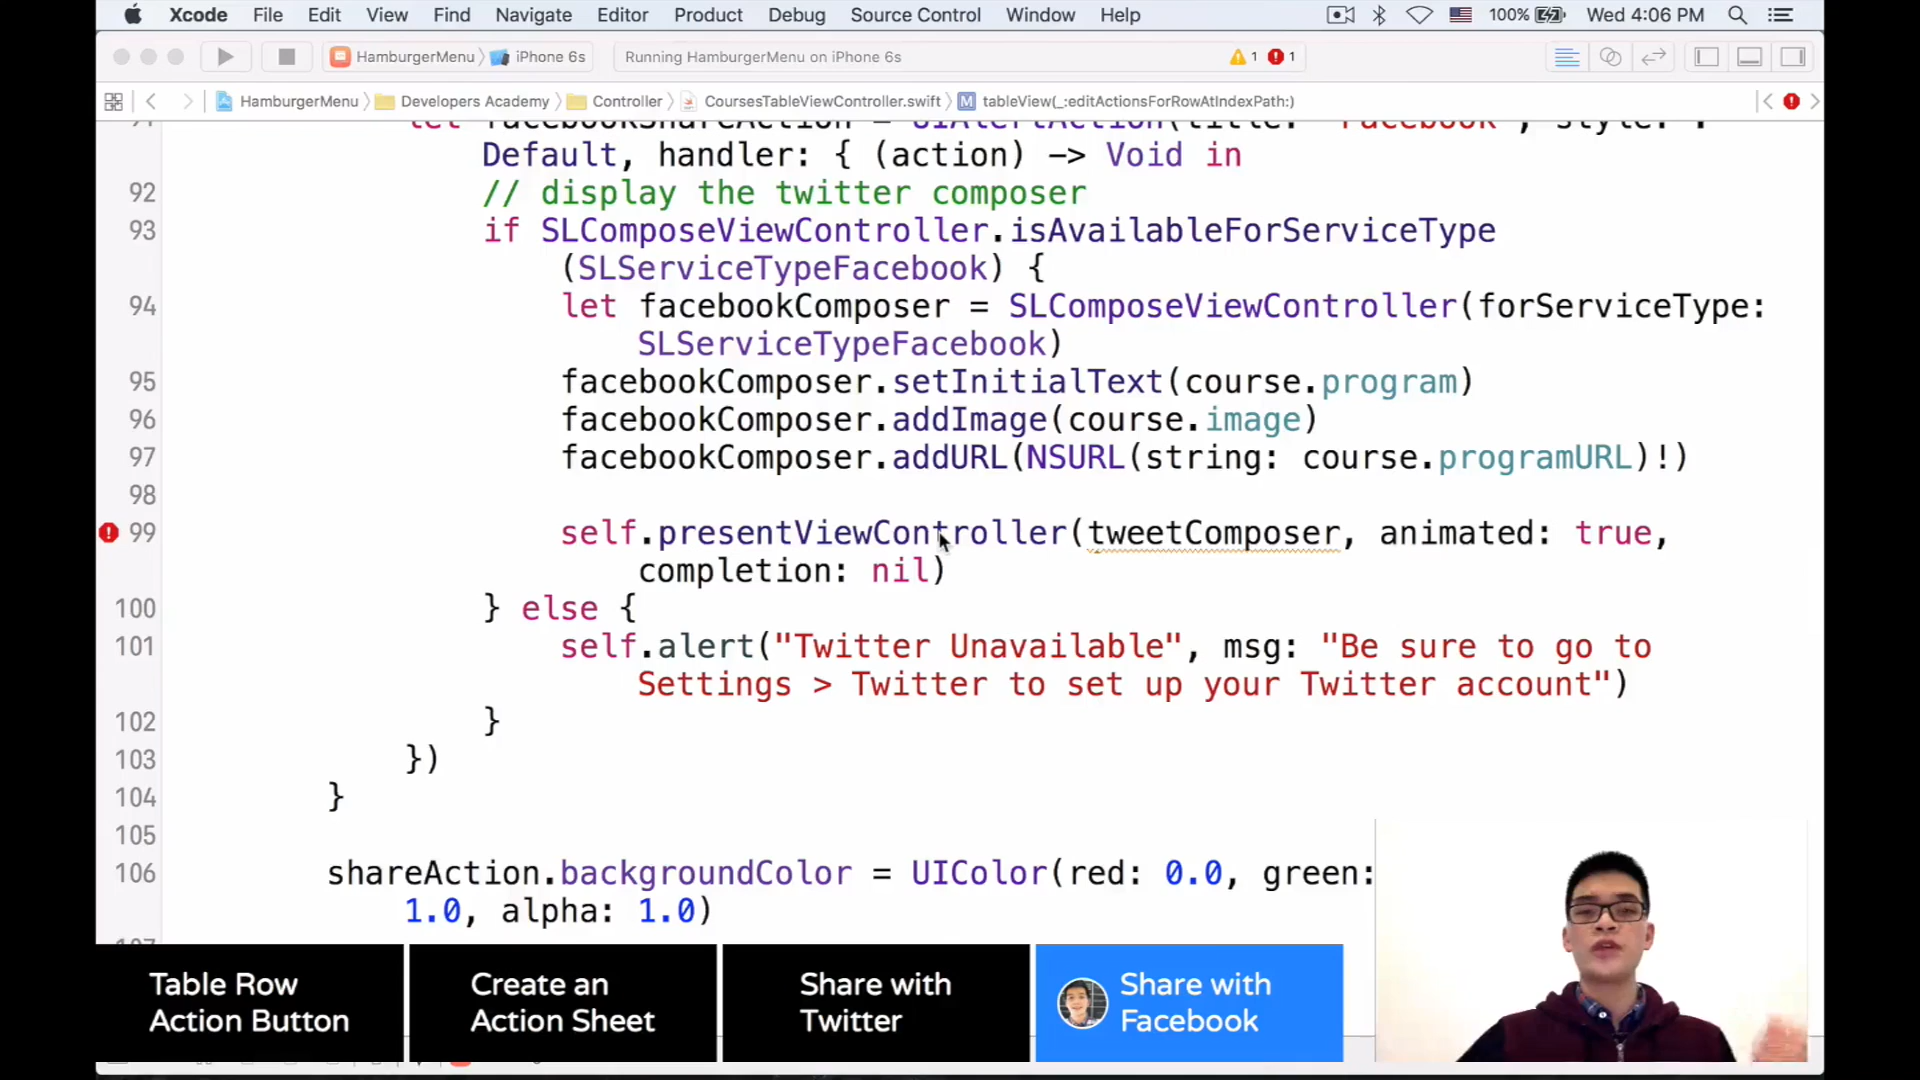 Xcode File Edit View Find Navigate Editor Product Debug Source Control Window Help 100% Wed 4:06 PM
HamburgerMenu iPhone 6s Running HamburgerMenu on iPhone 6s 1 1
HamburgerMenu Developers Academy Controller CoursesTableViewController.swift M tableView(_:editActionsForRowAtIndexPath:)
let facebookShareAction = UIAlertAction(title: "Facebook", style: .
Default, handler: { (action) -> Void in
92 // display the twitter composer
93 if SLComposeViewController.isAvailableForServiceType
(SLServiceTypeFacebook) {
94 let facebookComposer = SLComposeViewController(forServiceType:
SLServiceTypeFacebook)
95 facebookComposer.setInitialText(course.program)
96 facebookComposer.addImage(course.image)
97 facebookComposer.addURL(NSURL(string: course.programURL)!)
98
99 self.presentViewController(tweetComposer, animated: true,
completion: nil)
100 } else {
101 self.alert("Twitter Unavailable", msg: "Be sure to go to
Settings > Twitter to set up your Twitter account")
102 }
103 })
104 }
105
106 shareAction.backgroundColor = UIColor(red: 0.0, green:
1.0, alpha: 1.0)
Table Row
Action Button
Create an
Action Sheet
Share with
Twitter
Share with
Facebook